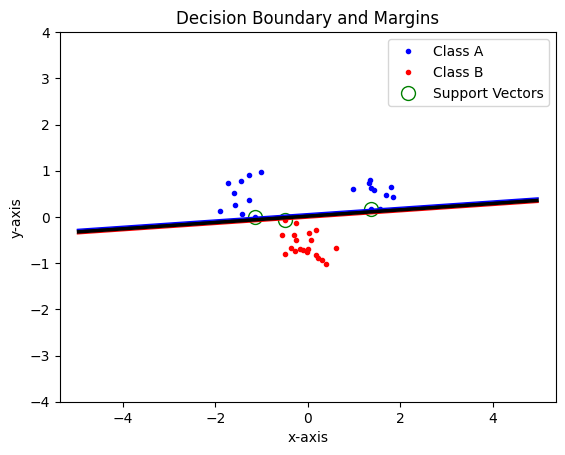 Decision Boundary and Margins
Class A
Class B
Support Vectors
4
3
2
1
0
−1
−2
−3
−4
y-axis
−4
−2
0
2
4
x-axis